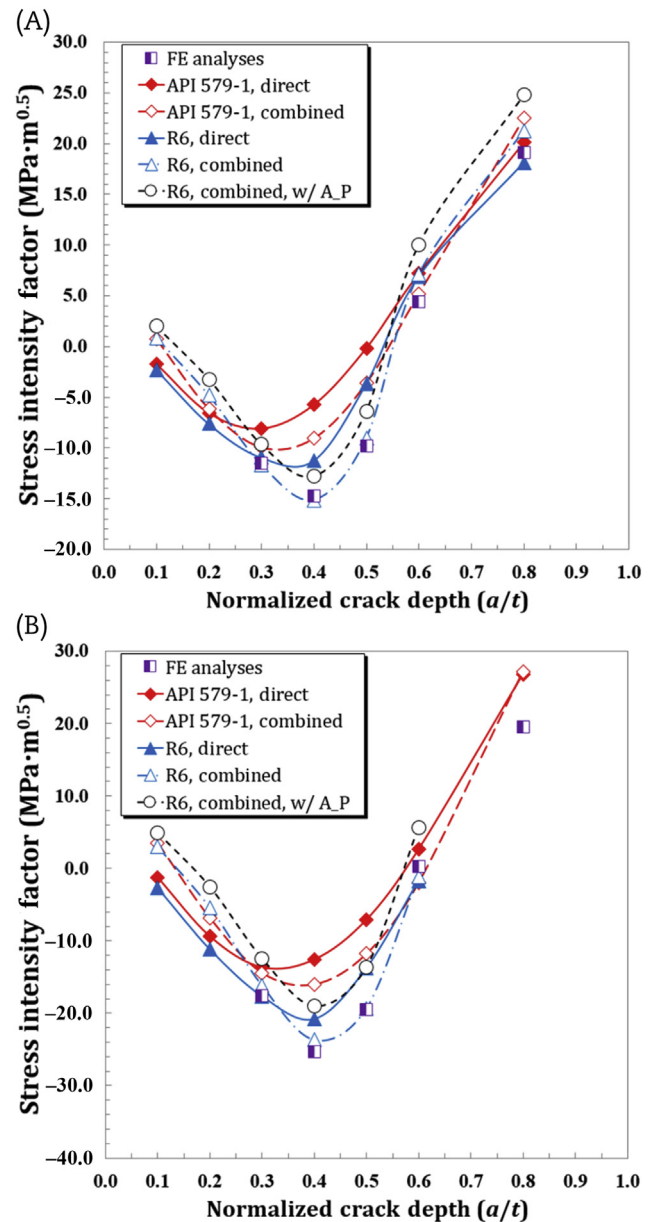 (A)
30.0
25.0
20.0
15.0
10.0
5.0
0.0
−5.0
−10.0
−15.0
−20.0
Stress intensity factor (MPa·m^0.5)
FE analyses
API 579-1, direct
API 579-1, combined
R6, direct
R6, combined
R6, combined, w/ A_P
0.0 0.1 0.2 0.3 0.4 0.5 0.6 0.7 0.8 0.9 1.0
Normalized crack depth (a/t)
(B)
30.0
20.0
10.0
0.0
−10.0
−20.0
−30.0
−40.0
Stress intensity factor (MPa·m^0.5)
FE analyses
API 579-1, direct
API 579-1, combined
R6, direct
R6, combined
R6, combined, w/ A_P
0.0 0.1 0.2 0.3 0.4 0.5 0.6 0.7 0.8 0.9 1.0
Normalized crack depth (a/t)